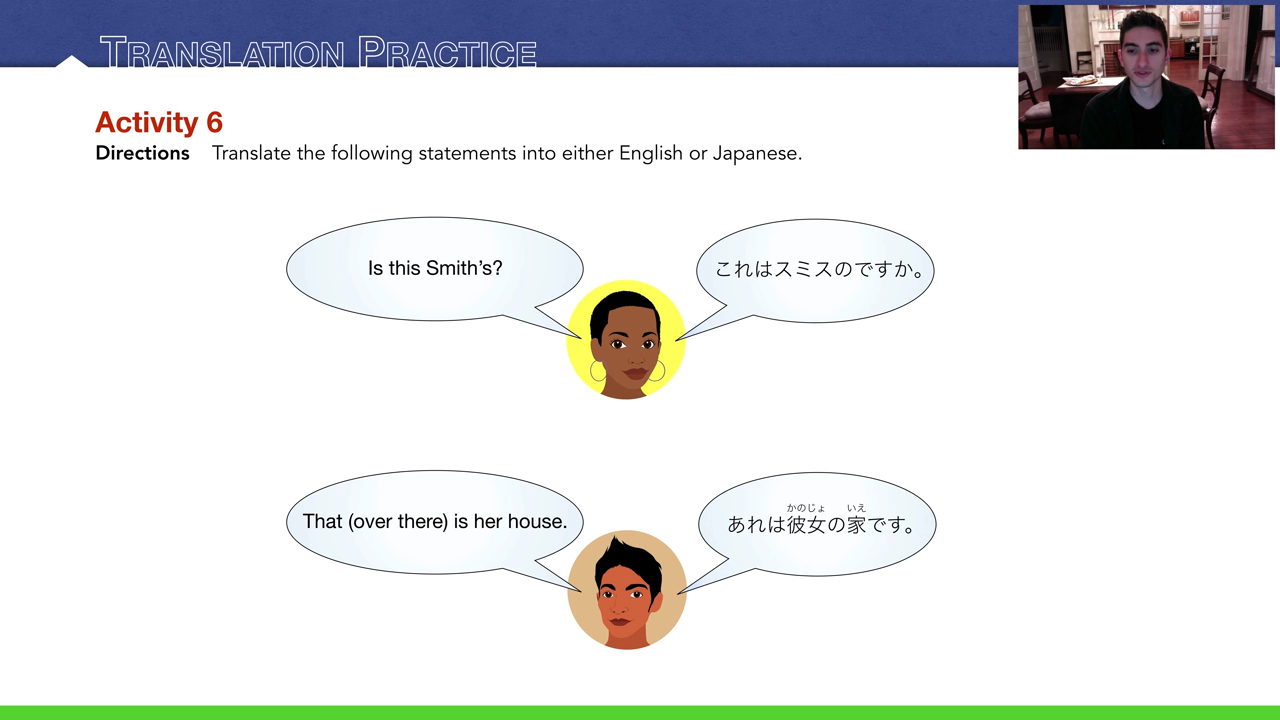 TRANSLATION PRACTICE
Activity 6
Directions Translate the following statements into either English or Japanese.
Is this Smith's?
これはスミスのですか。
That (over there) is her house.
かのじょ いえ
あれは彼女の家です。